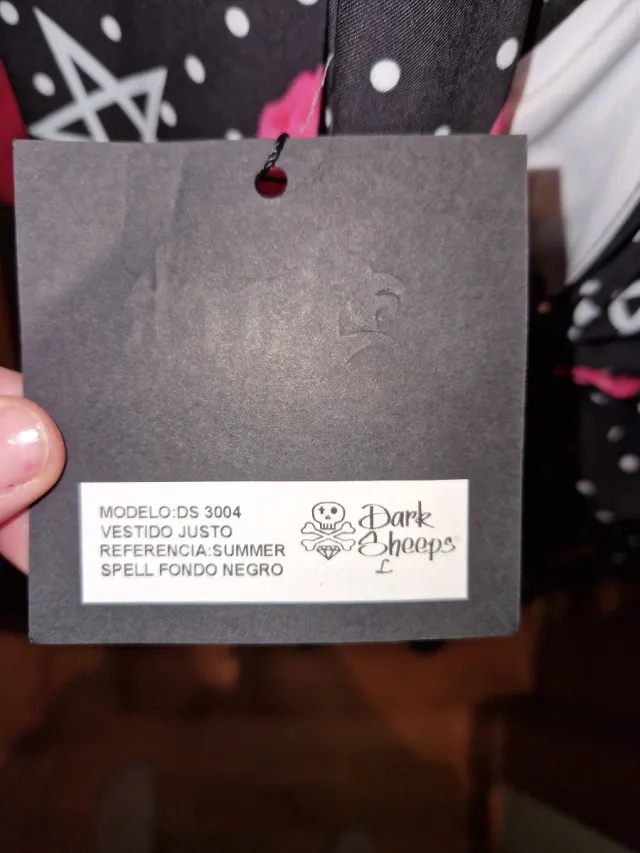 MODELO:DS 3004
VESTIDO JUSTO
REFERENCIA:SUMMER
SPELL FONDO NEGRO
Dark
Sheeps
L